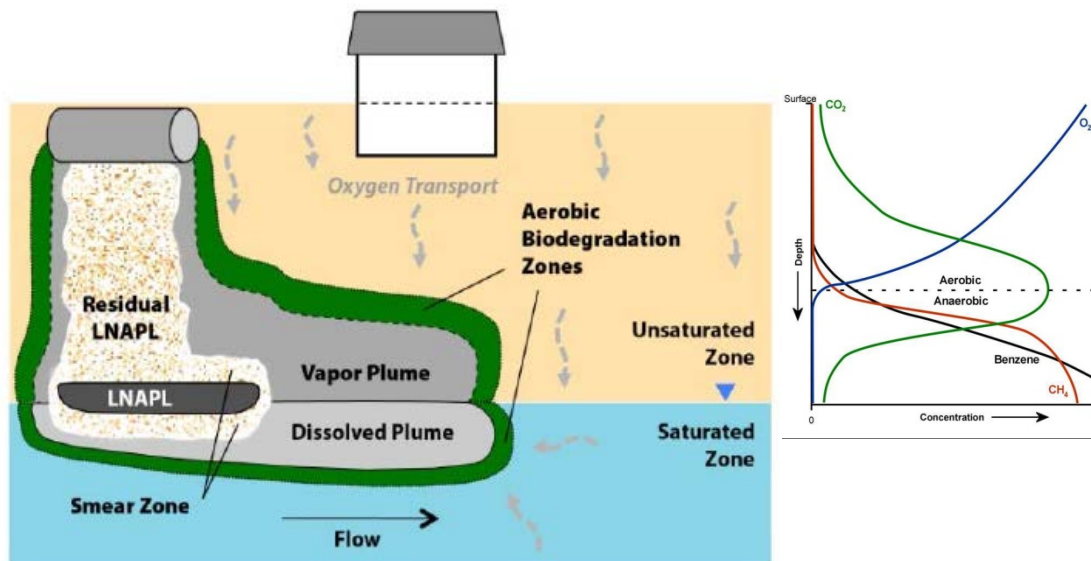 Oxygen Transport
Aerobic
Biodegradation
Zones
Residual
LNAPL
Unsaturated
Zone
Vapor Plume
LNAPL
Dissolved Plume
Saturated
Zone
Smear Zone
Flow
Surface
CO2
O2
Depth
Aerobic
Anaerobic
Benzene
CH4
0
Concentration